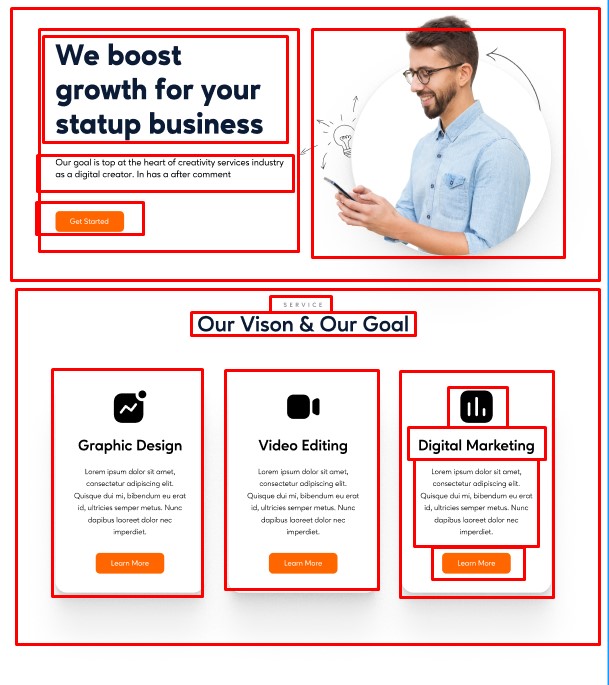 We boost
growth for your
statup business
Our goal is top at the heart of creativity services industry
as a digital creator. In has a after comment
Get Started
SERVICE
Our Vison & Our Goal
Graphic Design
Lorem ipsum dolor sit amet,
consectetur adipiscing elit.
Quisque dui mi, bibendum eu erat
id, ultricies semper metus. Nunc
dapibus laoreet dolor nec
imperdiet.
Learn More
Video Editing
Lorem ipsum dolor sit amet,
consectetur adipiscing elit.
Quisque dui mi, bibendum eu erat
id, ultricies semper metus. Nunc
dapibus laoreet dolor nec
imperdiet.
Learn More
Digital Marketing
Lorem ipsum dolor sit amet,
consectetur adipiscing elit.
Quisque dui mi, bibendum eu erat
id, ultricies semper metus. Nunc
dapibus laoreet dolor nec
imperdiet.
Learn More